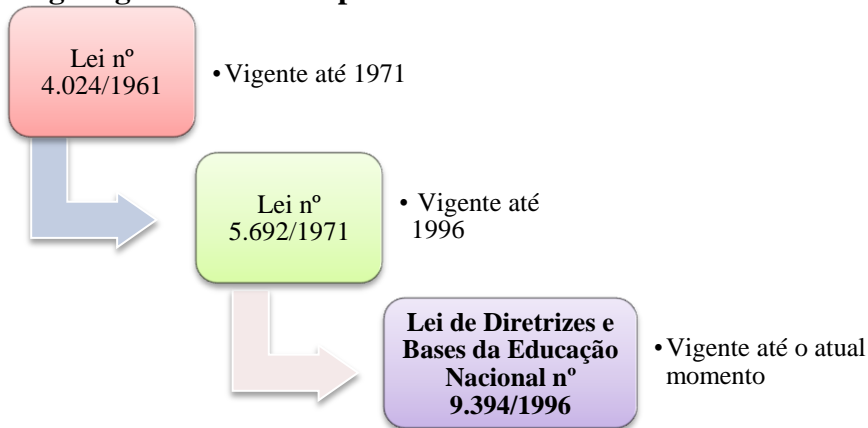 Lei nº
4.024/1961
•Vigente até 1971
Lei nº
5.692/1971
• Vigente até
1996
Lei de Diretrizes e
Bases da Educação
Nacional nº
9.394/1996
•Vigente até o atual
momento